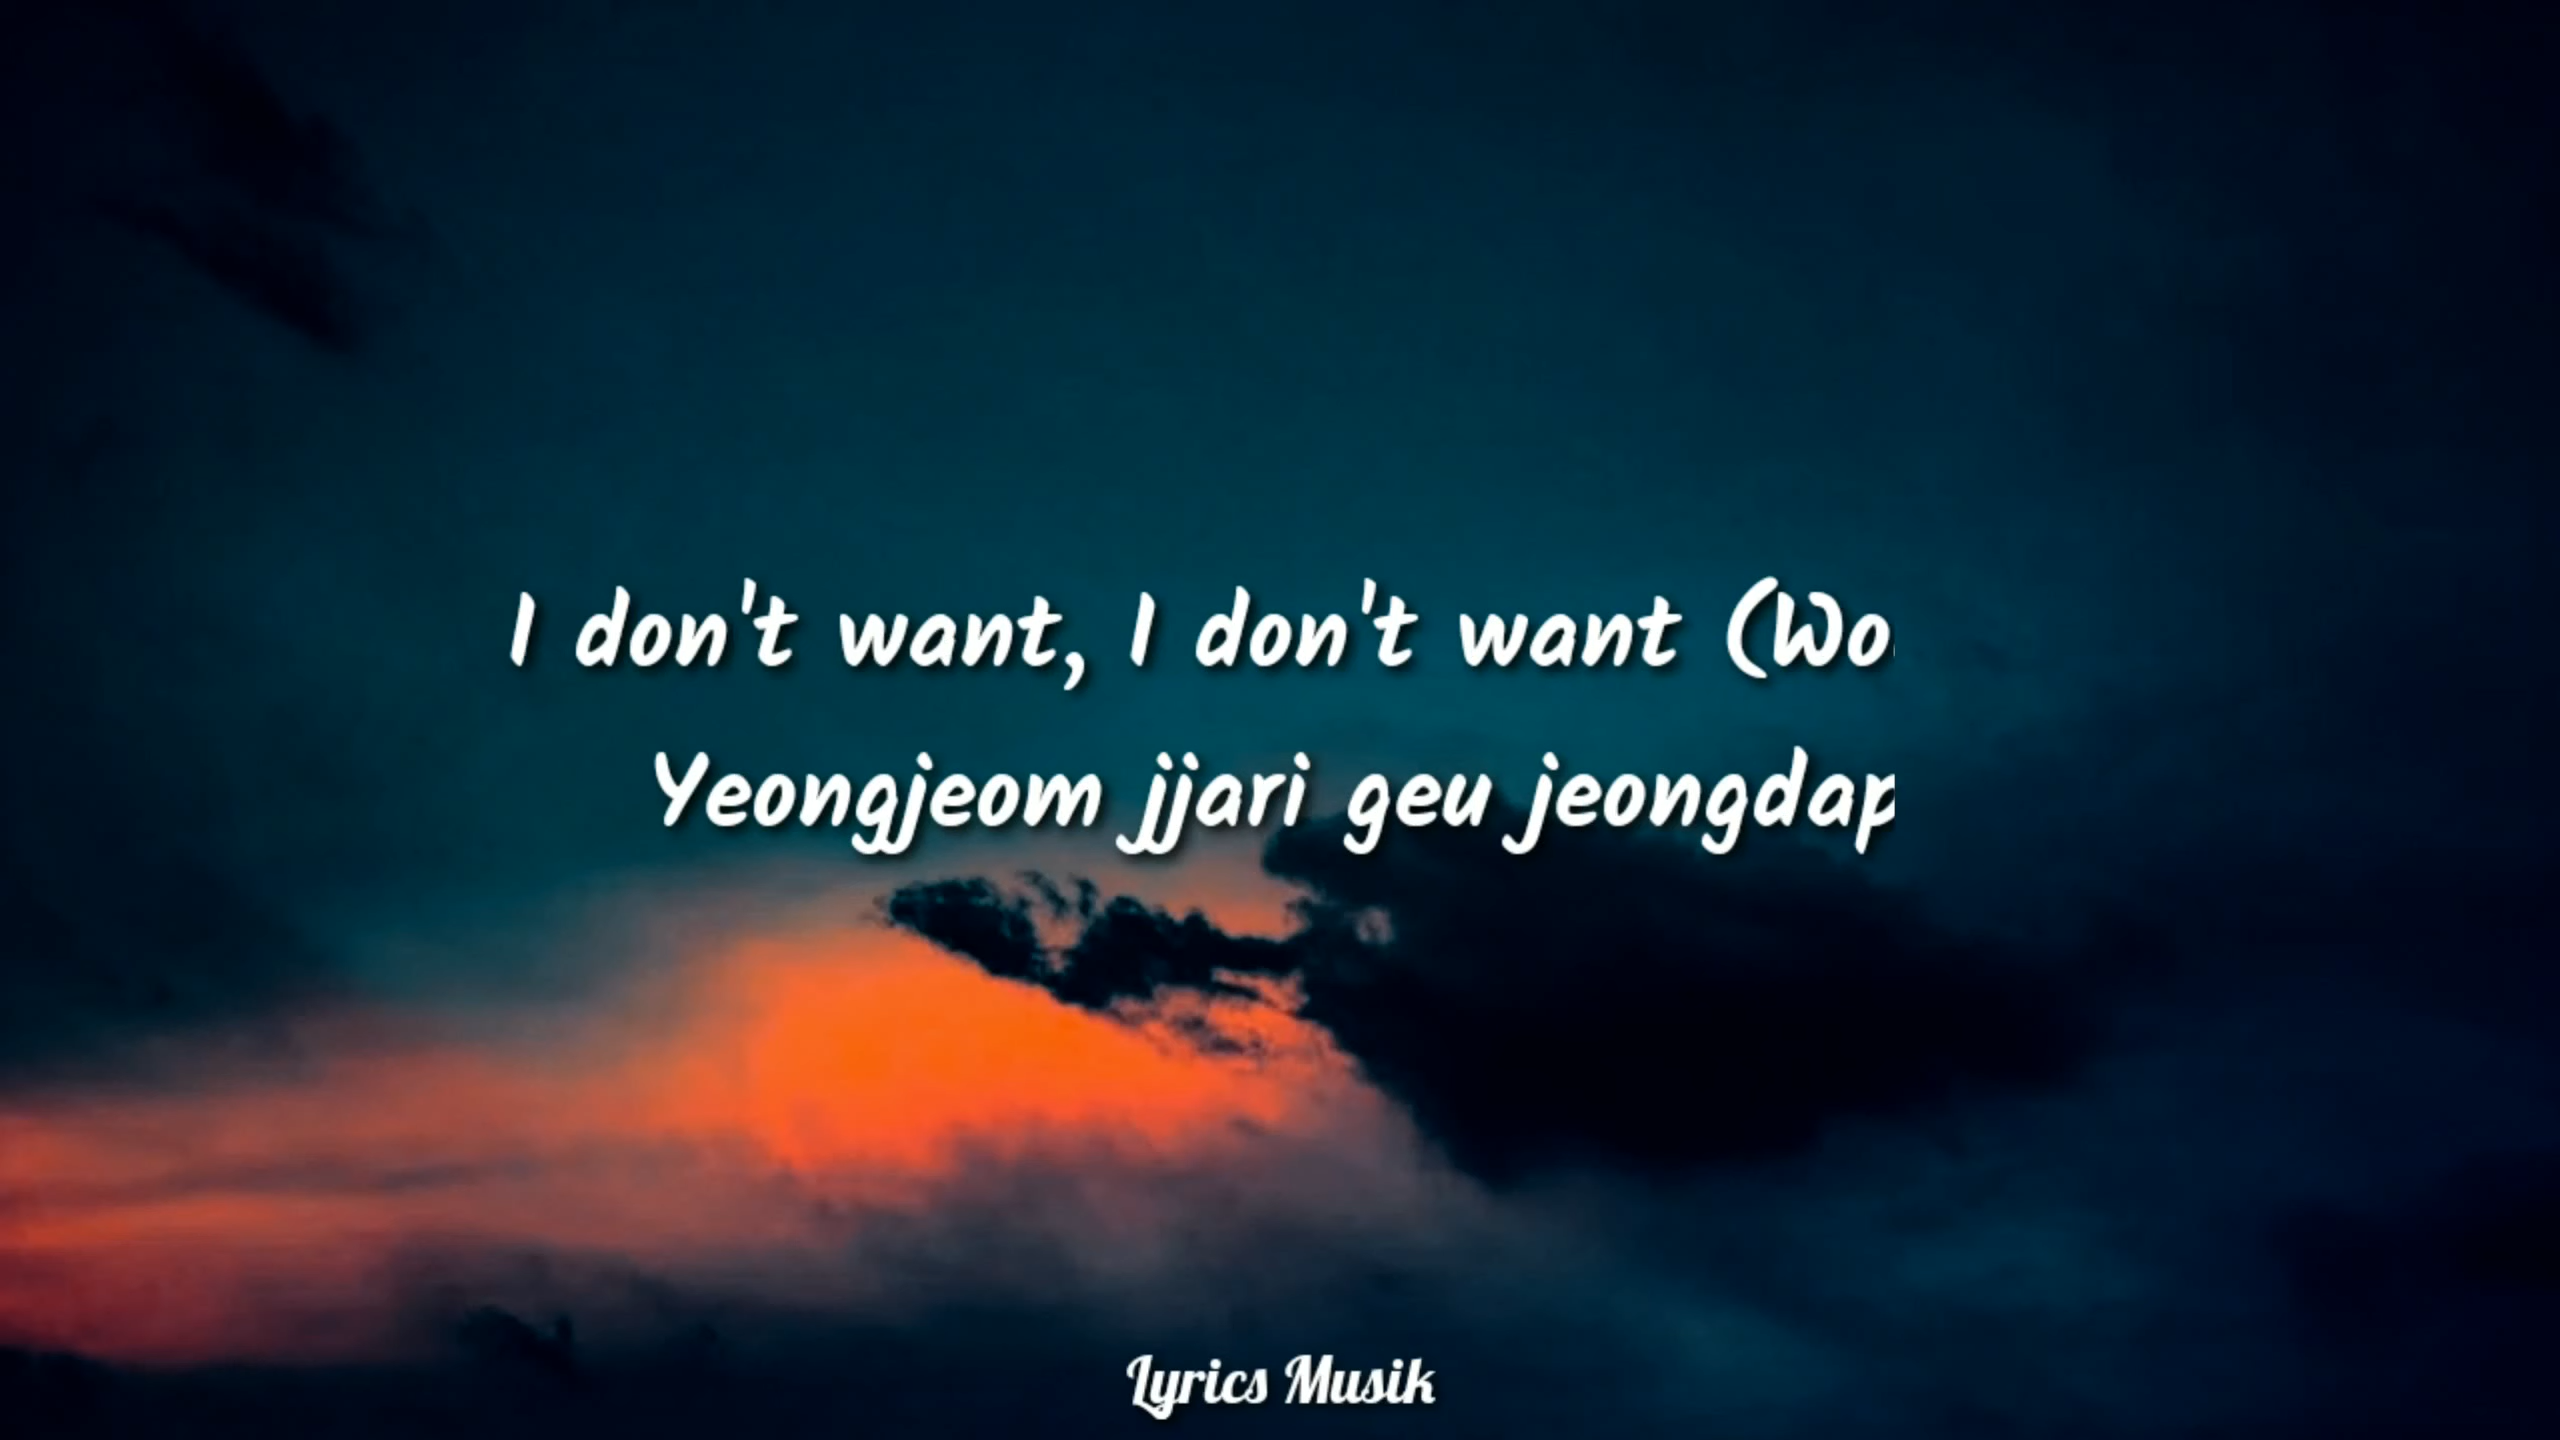 I don't want, I don't want (Wo
Yeongjeom jjari geu jeongdap
Lyrics Musik